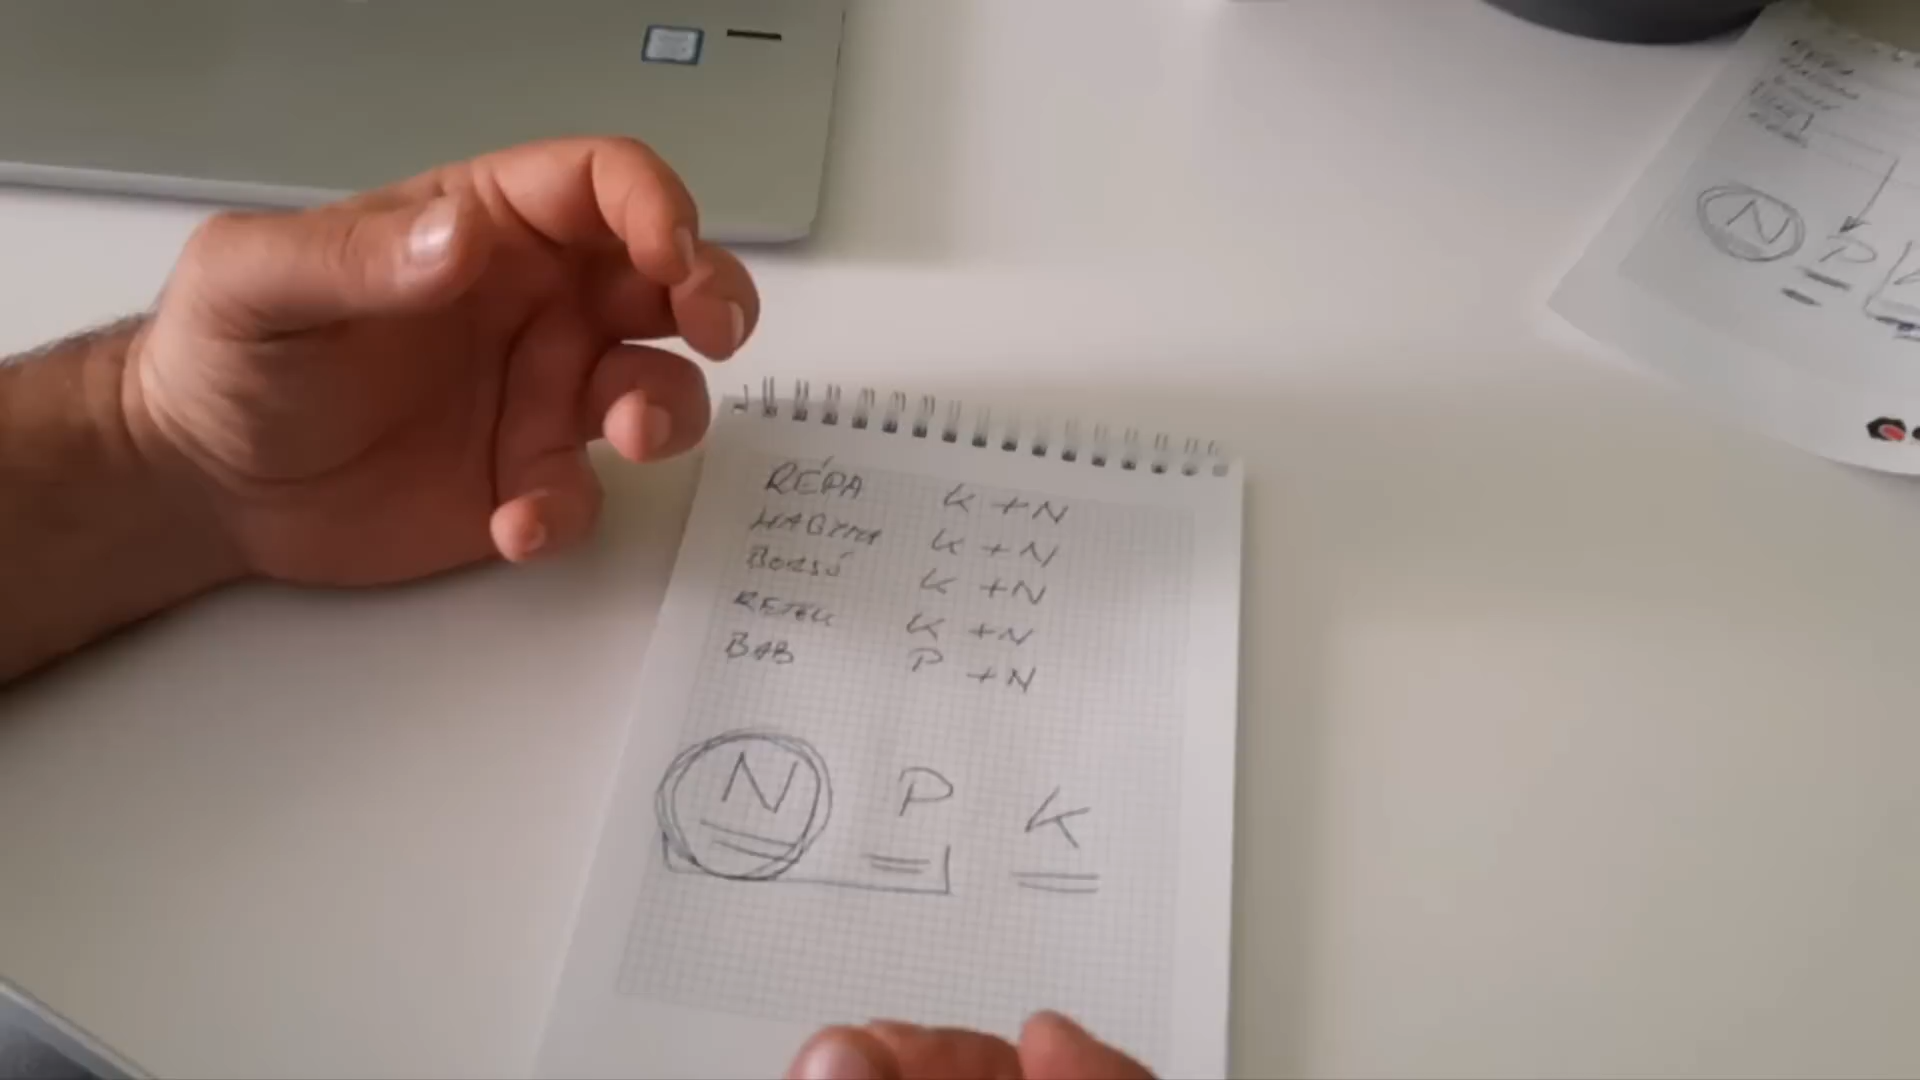 RÉPA K +N
HAGYMA K +N
BORSÓ K +N
RETEK K +N
BAB P +N
N P K
N P K